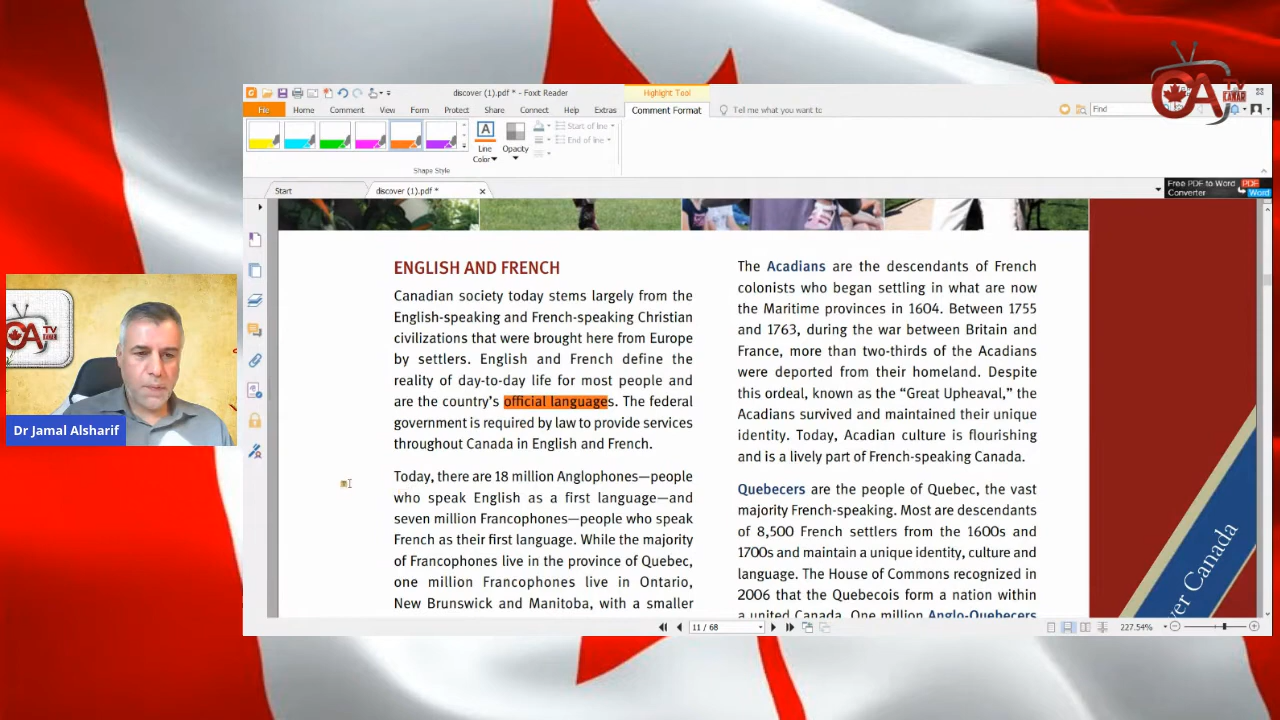 discover (1).pdf * - Foxit Reader
Highlight Tool
File
Home
Comment
View
Form
Protect
Share
Connect
Help
Extras
Comment Format
Tell me what you want to
Find
Line
Color
Opacity
Start of line
End of line
Shape Style
Start
discover (1).pdf *
Free PDF to Word
Converter
PDF
Word
ENGLISH AND FRENCH
Canadian society today stems largely from the
English-speaking and French-speaking Christian
civilizations that were brought here from Europe
by settlers. English and French define the
reality of day-to-day life for most people and
are the country's official languages. The federal
government is required by law to provide services
throughout Canada in English and French.
Today, there are 18 million Anglophones—people
who speak English as a first language—and
seven million Francophones—people who speak
French as their first language. While the majority
of Francophones live in the province of Quebec,
one million Francophones live in Ontario,
New Brunswick and Manitoba, with a smaller
The Acadians are the descendants of French
colonists who began settling in what are now
the Maritime provinces in 1604. Between 1755
and 1763, during the war between Britain and
France, more than two-thirds of the Acadians
were deported from their homeland. Despite
this ordeal, known as the “Great Upheaval,” the
Acadians survived and maintained their unique
identity. Today, Acadian culture is flourishing
and is a lively part of French-speaking Canada.
Quebecers are the people of Quebec, the vast
majority French-speaking. Most are descendants
of 8,500 French settlers from the 1600s and
1700s and maintain a unique identity, culture and
language. The House of Commons recognized in
2006 that the Quebecois form a nation within
a united Canada. One million Anglo-Quebecers
ver Canada
11 / 68
227.54%
Dr Jamal Alsharif
CA TV
KANAR